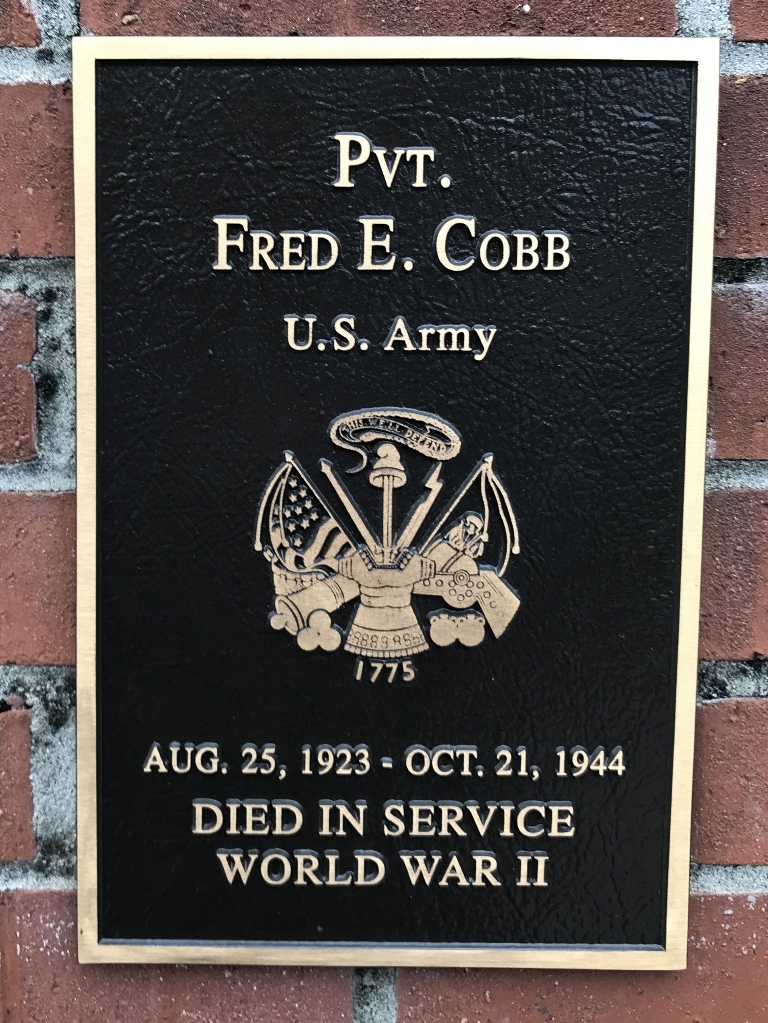 Pvt.
Fred E. Cobb
U.S. Army
THIS WE'LL DEFEND
1775
AUG. 25, 1923 - OCT. 21, 1944
DIED IN SERVICE
WORLD WAR II